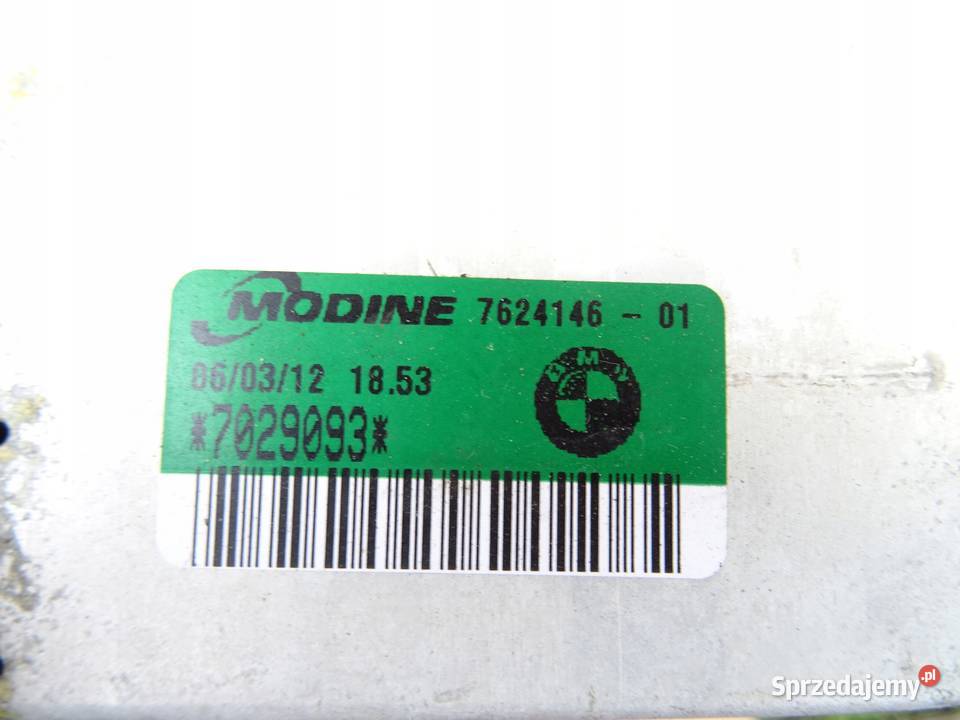 MODINE 7624146 - 01
06/03/12 18.53
BMW
*7029093*
Sprzedajemy.pl